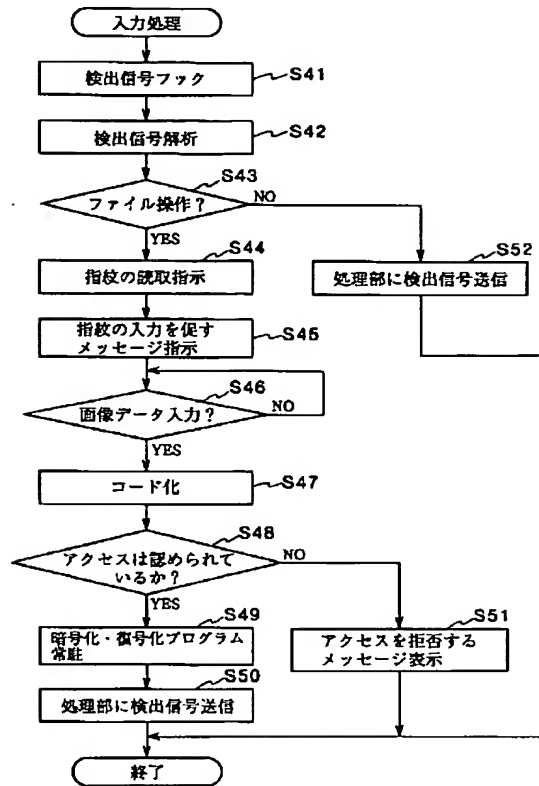 入力処理
検出信号フック
S41
検出信号解析
S42
S43
ファイル操作?
NO
YES
S44
指紋の読取指示
S52
処理部に検出信号送信
指紋の入力を促す
メッセージ指示
S45
S46
画像データ入力?
NO
YES
コード化
S47
S48
アクセスは認められて
いるか?
NO
YES
S49
暗号化・復号化プログラム
常駐
S51
アクセスを拒否する
メッセージ表示
S50
処理部に検出信号送信
終了